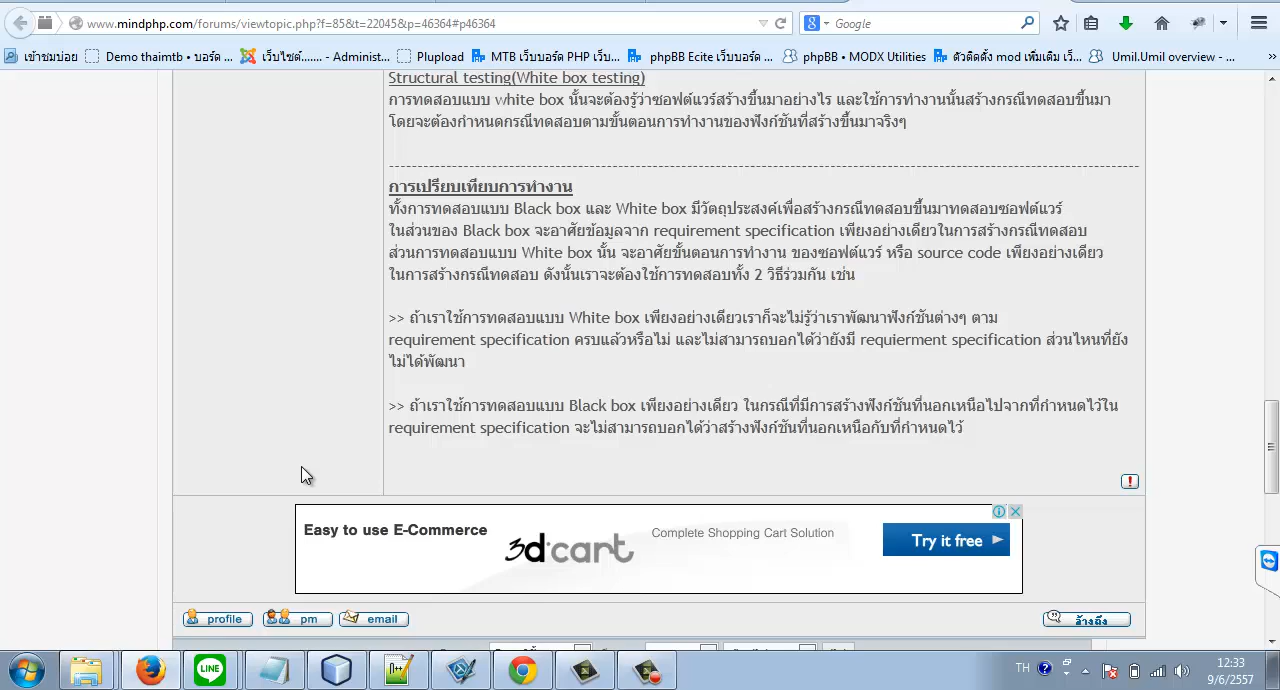 www.mindphp.com/forums/viewtopic.php?f=85&t=22045&p=46364#p46364
Google
เข้าชมบ่อย
Demo thaimtb • บอร์ด ...
เว็บไซต์....... - Administ...
Plupload
MTB เว็บบอร์ด PHP เว็บ...
phpBB Ecite เว็บบอร์ด ...
phpBB • MODX Utilities
ตัวติดตั้ง mod เพิ่มเติม เว็...
Umil.Umil overview - ...
Structural testing(White box testing)
การทดสอบแบบ white box นั้นจะต้องรู้ว่าซอฟต์แวร์สร้างขึ้นมาอย่างไร และใช้การทำงานนั้นสร้างกรณีทดสอบขึ้นมา
โดยจะต้องกำหนดกรณีทดสอบตามขั้นตอนการทำงานของฟังก์ชันที่สร้างขึ้นมาจริงๆ
การเปรียบเทียบการทำงาน
ทั้งการทดสอบแบบ Black box และ White box มีวัตถุประสงค์เพื่อสร้างกรณีทดสอบขึ้นมาทดสอบซอฟต์แวร์
ในส่วนของ Black box จะอาศัยข้อมูลจาก requirement specification เพียงอย่างเดียวในการสร้างกรณีทดสอบ
ส่วนการทดสอบแบบ White box นั้น จะอาศัยขั้นตอนการทำงาน ของซอฟต์แวร์ หรือ source code เพียงอย่างเดียว
ในการสร้างกรณีทดสอบ ดังนั้นเราจะต้องใช้การทดสอบทั้ง 2 วิธีร่วมกัน เช่น
>> ถ้าเราใช้การทดสอบแบบ White box เพียงอย่างเดียวเราก็จะไม่รู้ว่าเราพัฒนาฟังก์ชันต่างๆ ตาม
requirement specification ครบแล้วหรือไม่ และไม่สามารถบอกได้ว่ายังมี requierment specification ส่วนไหนที่ยัง
ไม่ได้พัฒนา
>> ถ้าเราใช้การทดสอบแบบ Black box เพียงอย่างเดียว ในกรณีที่มีการสร้างฟังก์ชันที่นอกเหนือไปจากที่กำหนดไว้ใน
requirement specification จะไม่สามารถบอกได้ว่าสร้างฟังก์ชันที่นอกเหนือกับที่กำหนดไว้
Easy to use E-Commerce
3dcart
Complete Shopping Cart Solution
Try it free
profile
pm
email
อ้างถึง
LINE
TH
12:33
9/6/2557